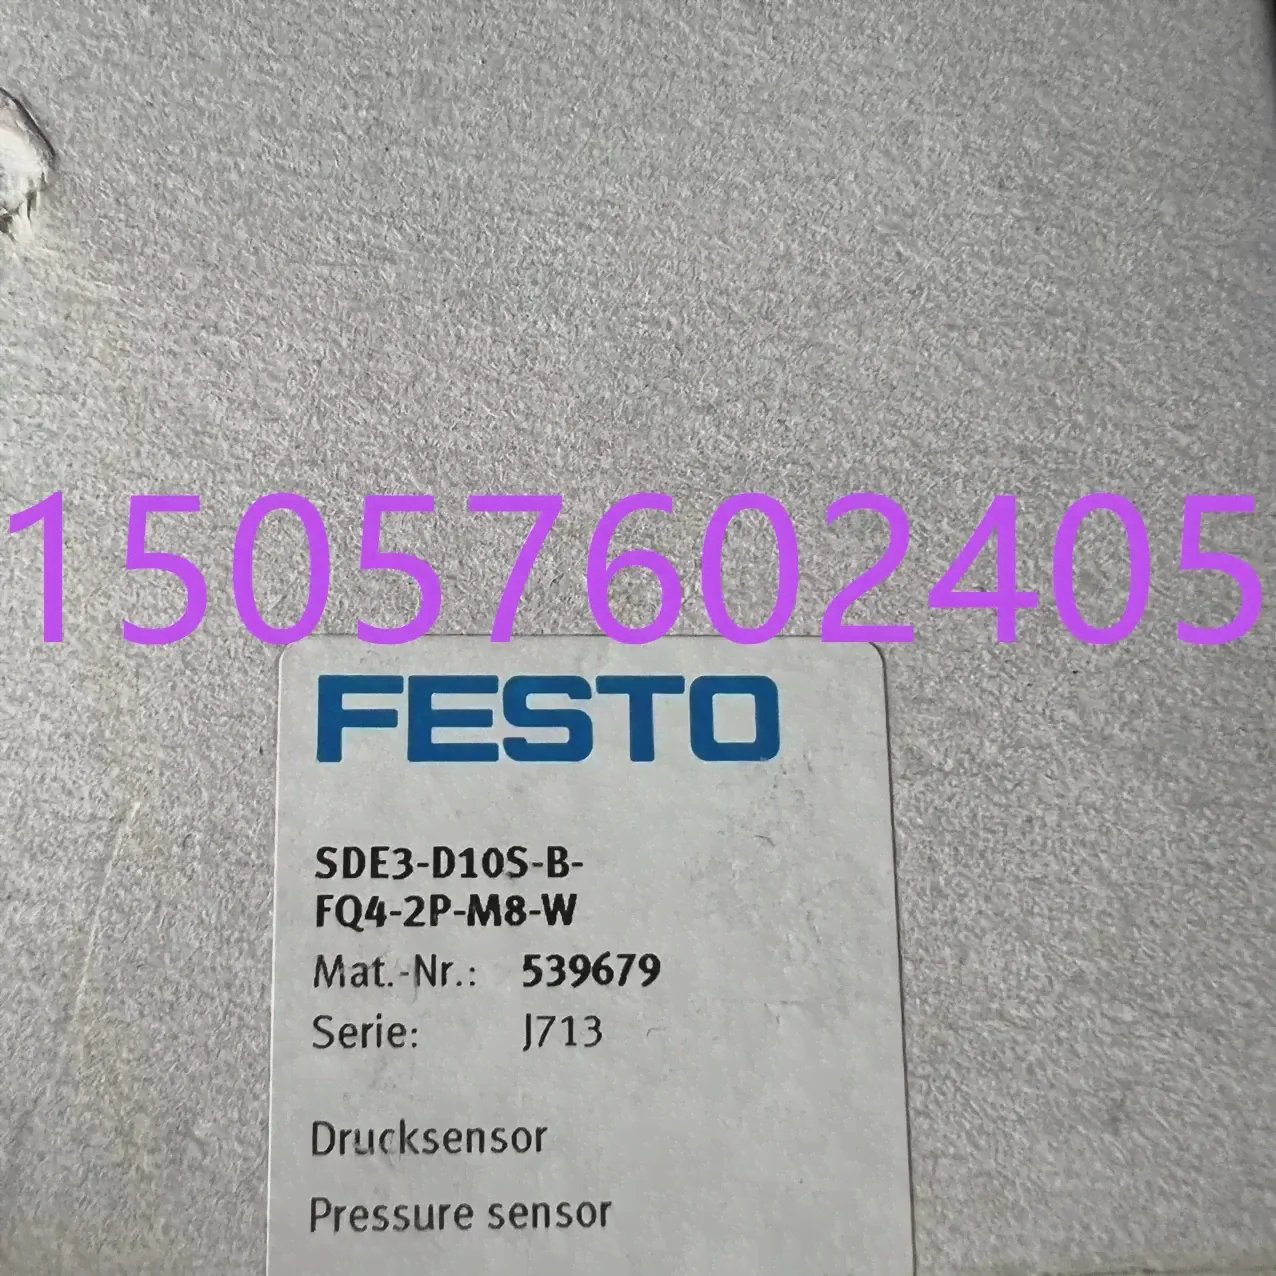 15057602405
FESTO
SDE3-D10S-B-
FQ4-2P-M8-W
Mat.-Nr.: 539679
Serie: J713
Drucksensor
Pressure sensor